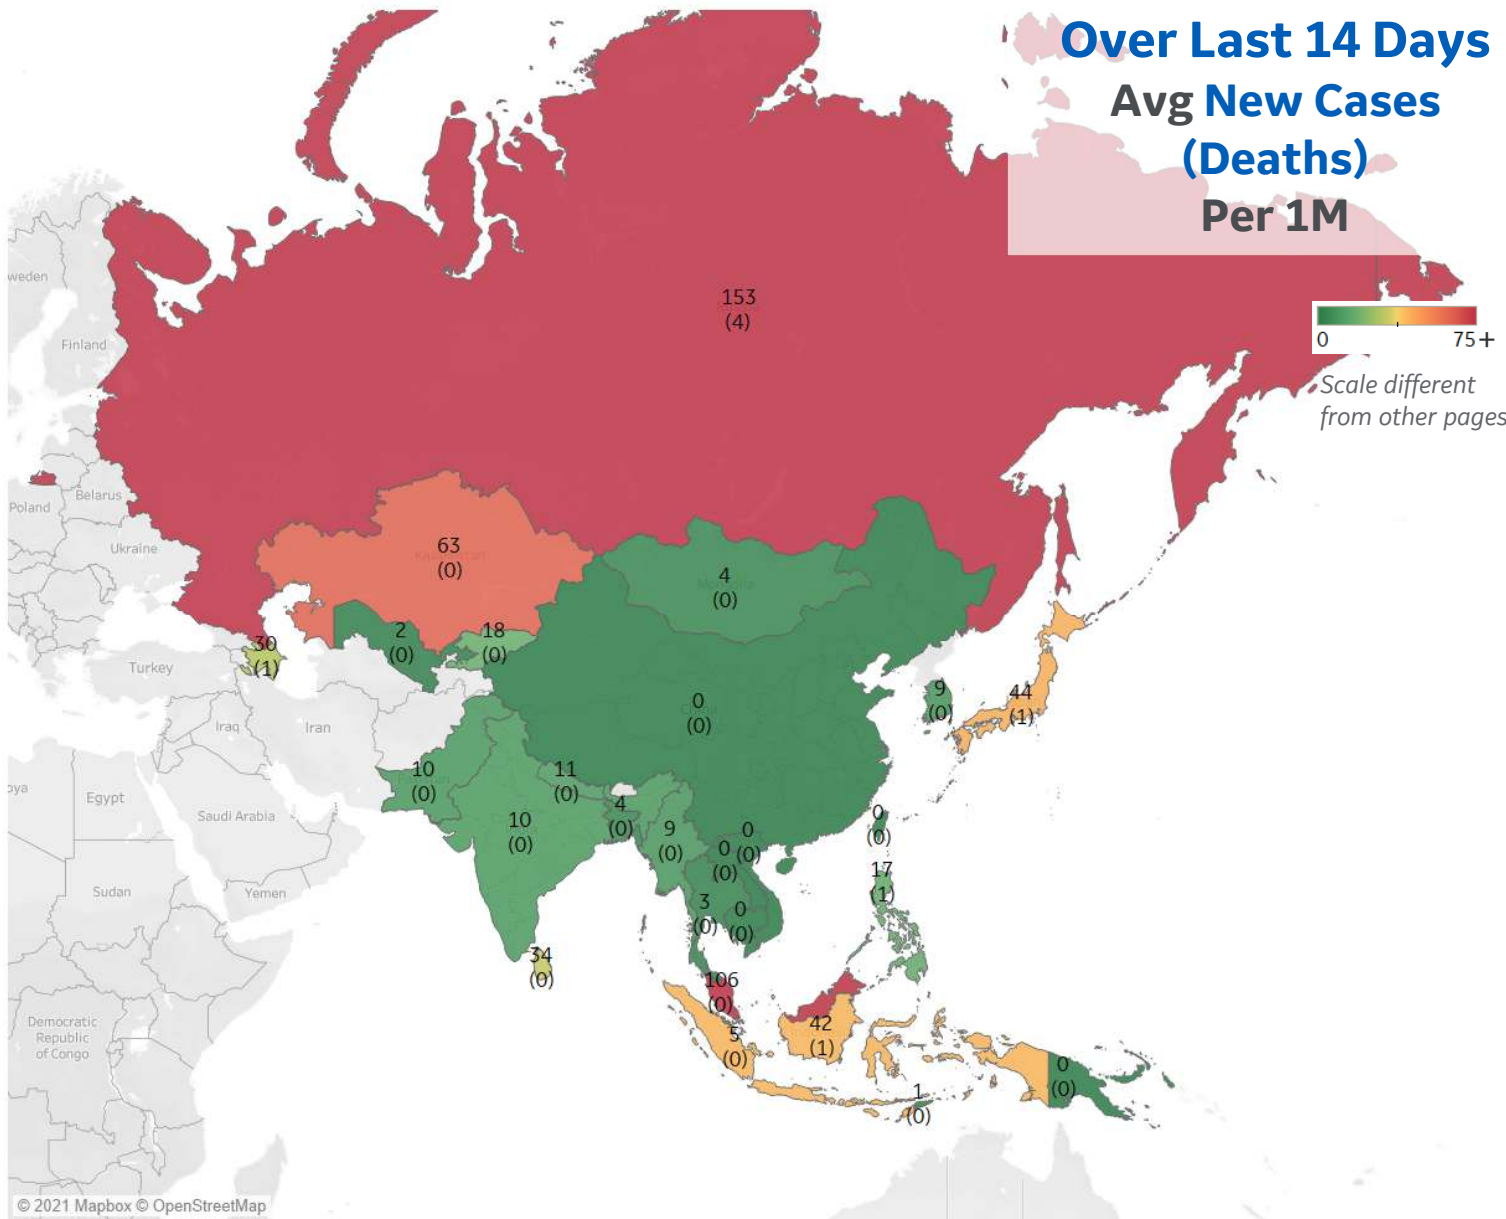 Over Last 14 Days
Avg New Cases
(Deaths)
Per 1M
153
(4)
0
75+
Scale different
from other pages
weden
Finland
Belarus
Poland
Ukraine
63
(0)
4
(0)
2
(0)
18
(0)
30
(1)
Turkey
0
(0)
9
(0)
44
(1)
Iraq
Iran
10
(0)
11
(0)
oya
Egypt
Saudi Arabia
10
(0)
4
(0)
9
(0)
0
(0)
0
(0)
0
(0)
17
(1)
Sudan
Yemen
3
(0)
0
(0)
34
(0)
106
(0)
42
(1)
5
(0)
Democratic
Republic
of Congo
0
(0)
1
(0)
© 2021 Mapbox © OpenStreetMap